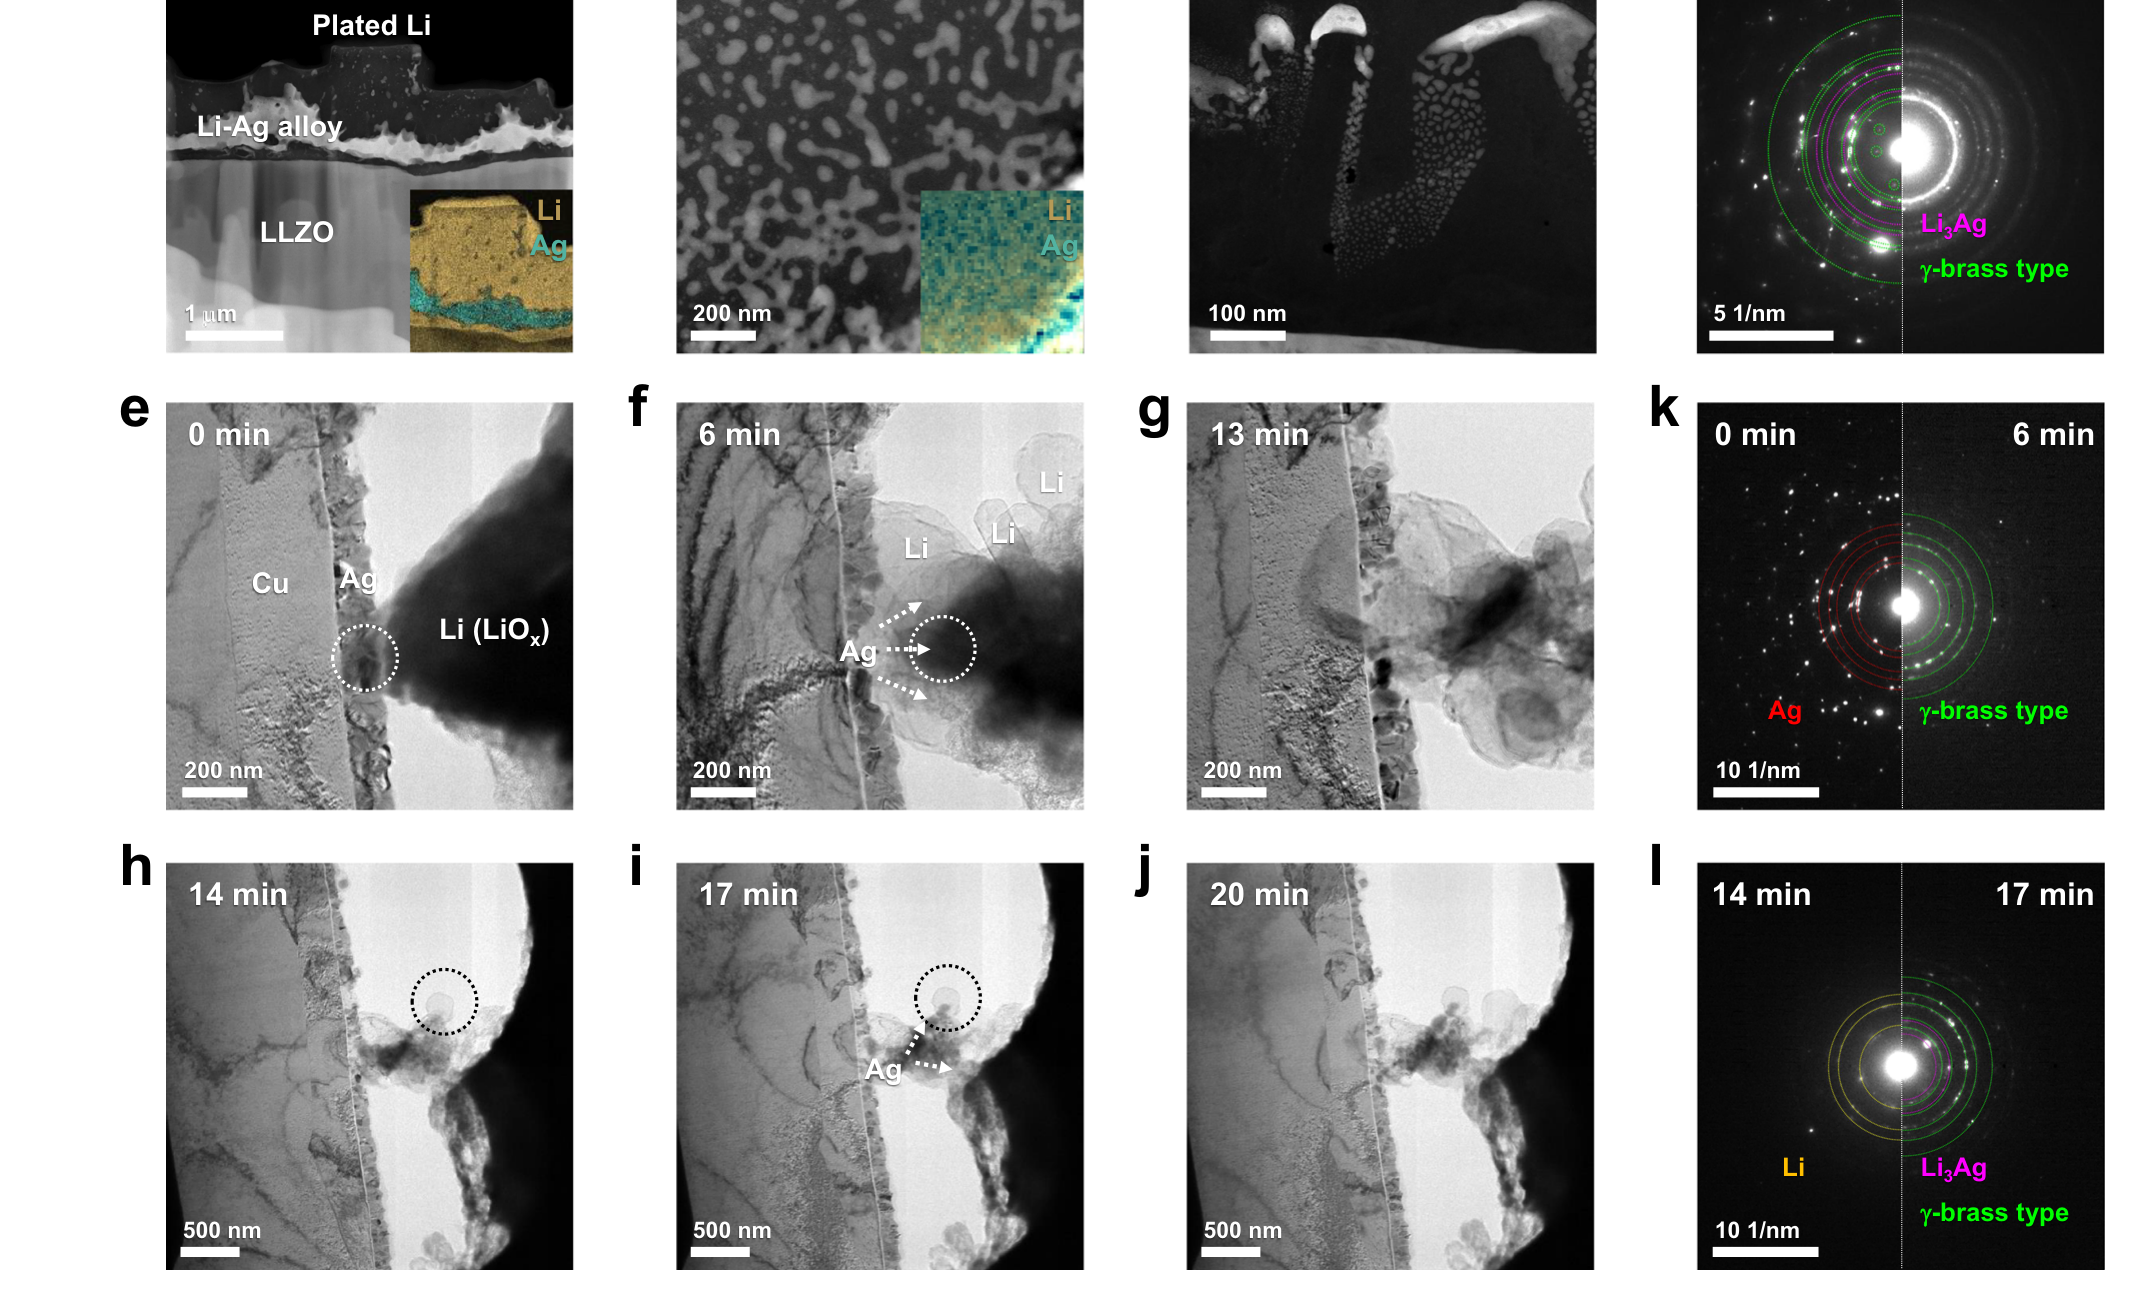 Plated Li
Li-Ag alloy
LLZO
Li
Ag
1 μm
Li
Ag
200 nm
100 nm
Li₃Ag
γ-brass type
5 1/nm
e
0 min
Cu
Ag
Li (LiOₓ)
200 nm
f
6 min
Li
Li
Li
Ag
200 nm
g
13 min
200 nm
k
0 min
6 min
Ag
γ-brass type
10 1/nm
h
14 min
500 nm
i
17 min
Ag
500 nm
j
20 min
500 nm
l
14 min
17 min
Li
Li₃Ag
γ-brass type
10 1/nm